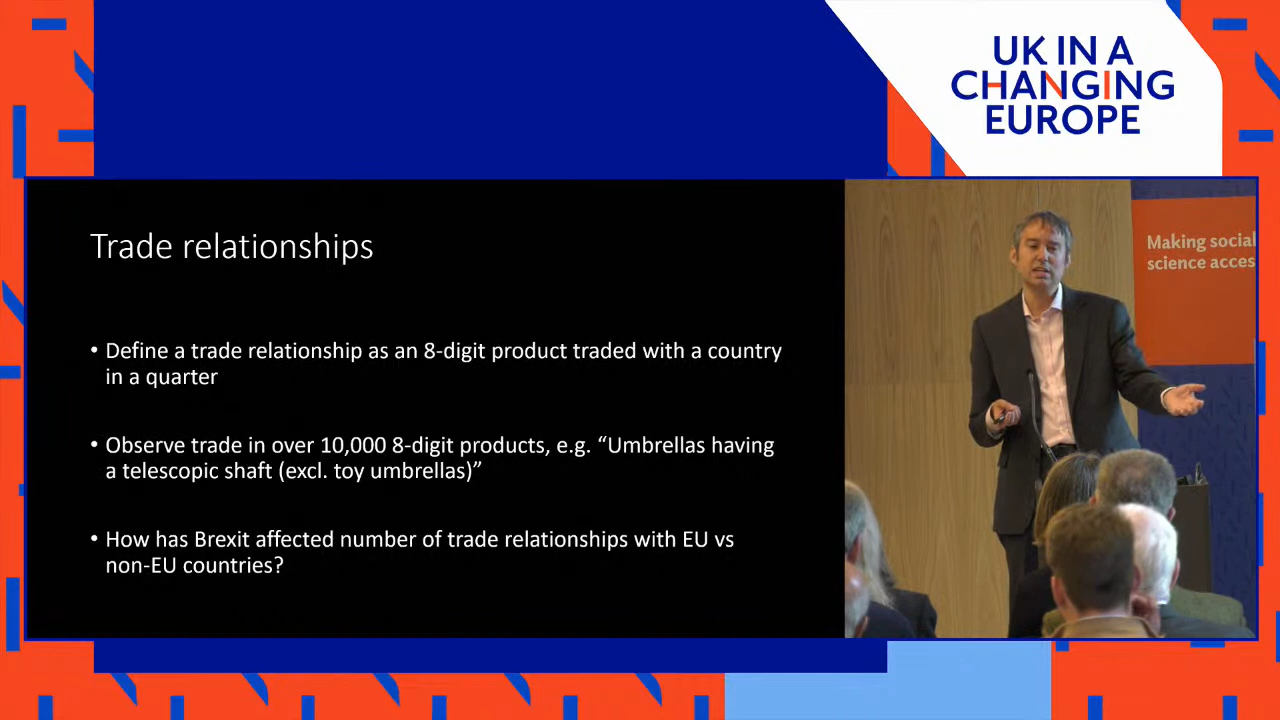 UK IN A
CHANGING
EUROPE
Trade relationships
• Define a trade relationship as an 8-digit product traded with a country
in a quarter
• Observe trade in over 10,000 8-digit products, e.g. “Umbrellas having
a telescopic shaft (excl. toy umbrellas)”
• How has Brexit affected number of trade relationships with EU vs
non-EU countries?
Making social
science acces